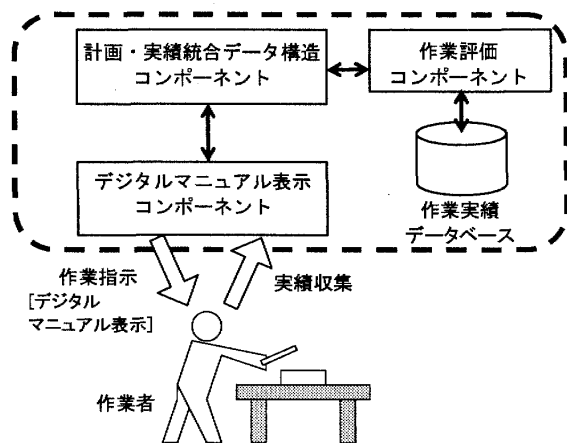 計画・実績統合データ構造
コンポーネント
作業評価
コンポーネント
デジタルマニュアル表示
コンポーネント
作業実績
データベース
作業指示
[デジタル
マニュアル表示]
実績収集
作業者